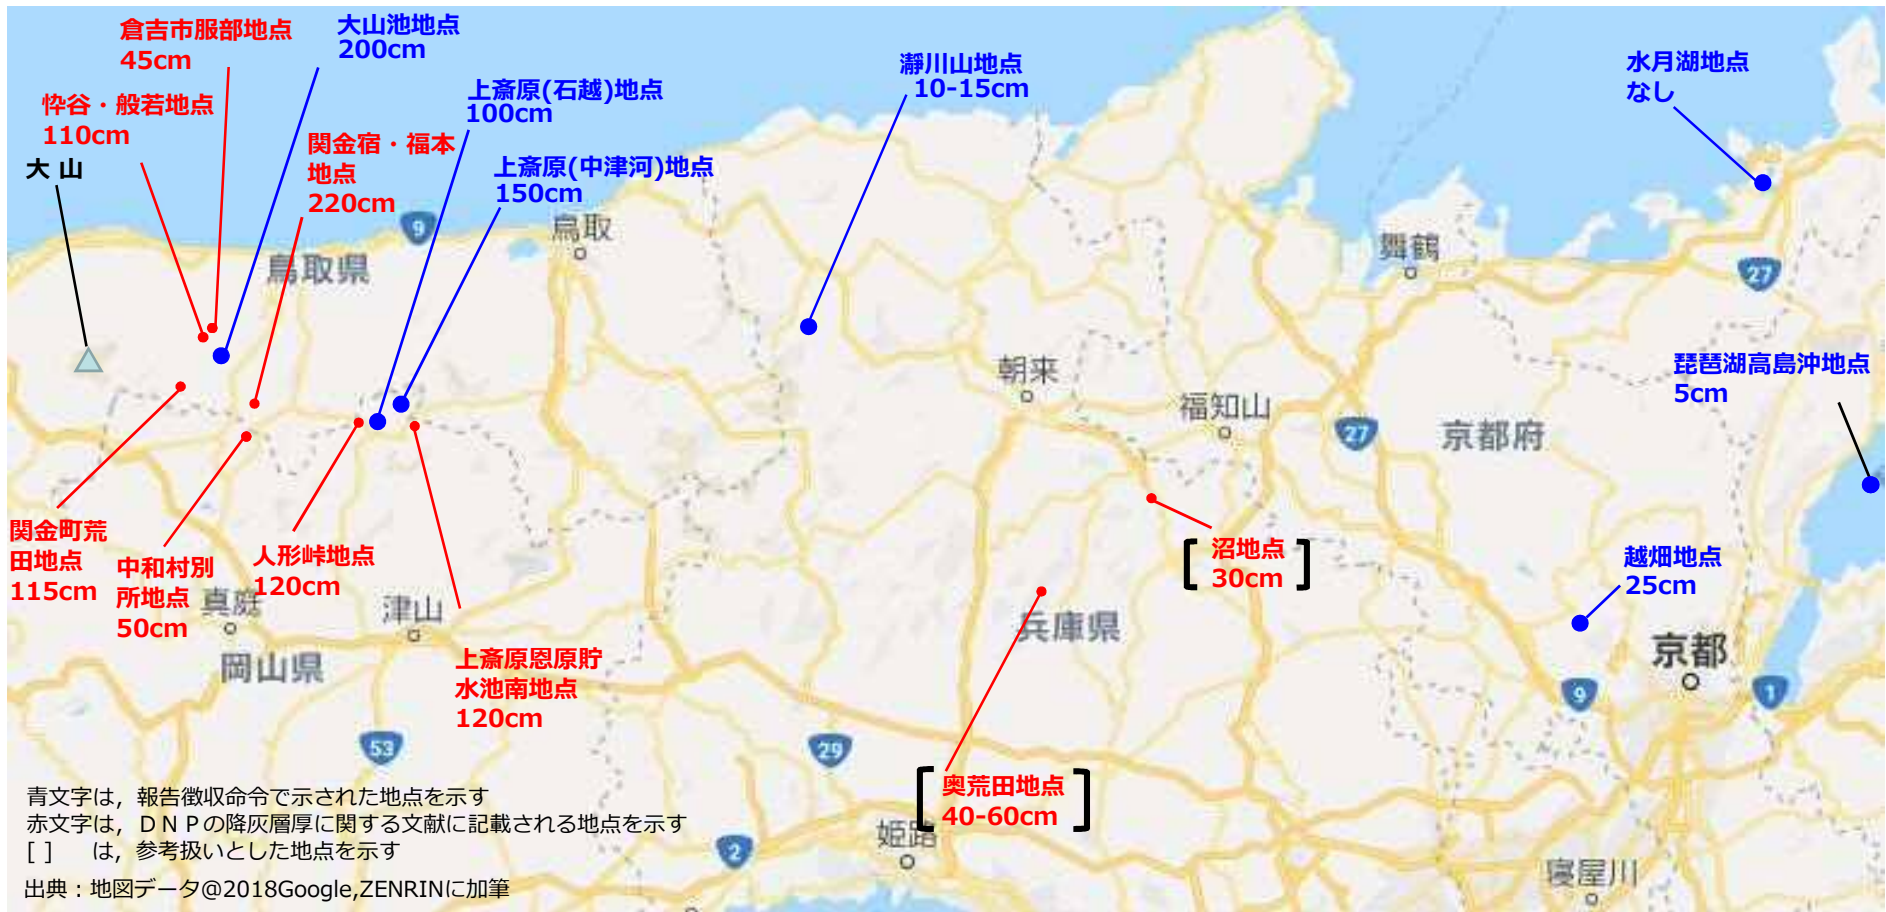 倉吉市服部地点
45cm
大山池地点
200cm
忰谷・般若地点
110cm
大 山
関金宿・福本
地点
220cm
上斎原(石越)地点
100cm
上斎原(中津河)地点
150cm
瀞川山地点
10-15cm
水月湖地点
なし
9
鳥取
鳥取県
舞鶴
27
朝来
福知山
27
京都府
琵琶湖高島沖地点
5cm
関金町荒
田地点
115cm
中和村別
所地点
50cm
人形峠地点
120cm
真庭
津山
岡山県
上斎原恩原貯
水池南地点
120cm
[ 沼地点
30cm ]
兵庫県
越畑地点
25cm
京都
9
1
53
29
[ 奥荒田地点
40-60cm ]
姫路
2
寝屋川
青文字は，報告徴収命令で示された地点を示す
赤文字は，ＤＮＰの降灰層厚に関する文献に記載される地点を示す
[ ]　は，参考扱いとした地点を示す
出典：地図データ@2018Google,ZENRINに加筆